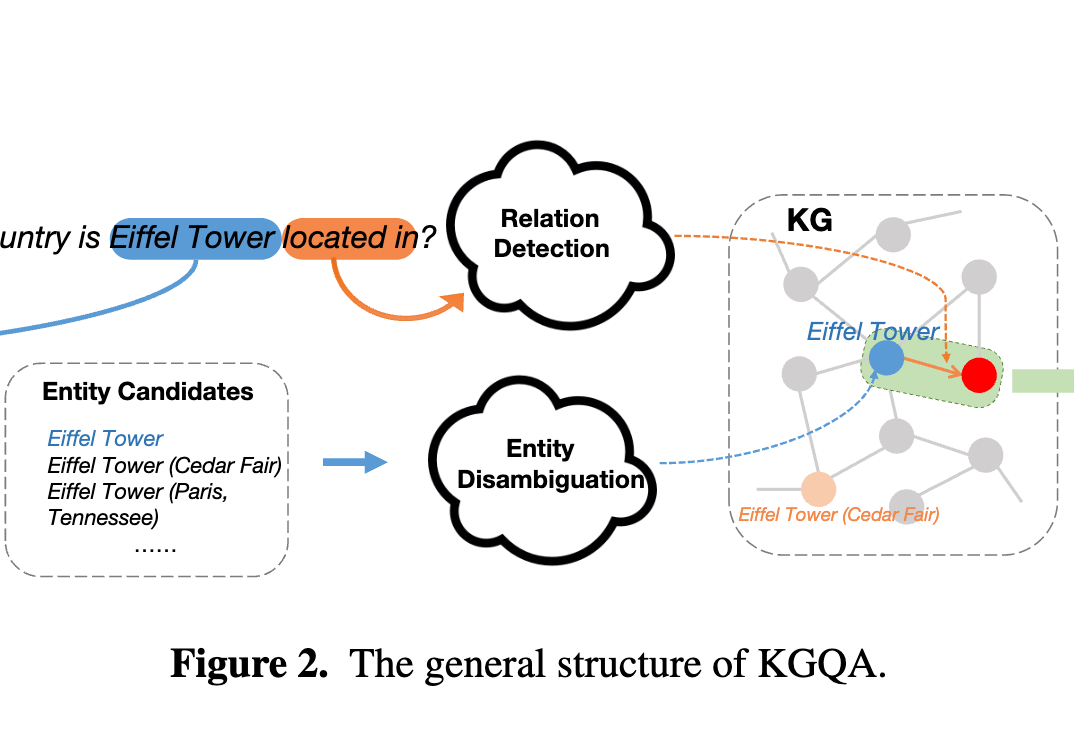 untry is Eiffel Tower located in?
Relation
Detection
KG
Eiffel Tower
Entity Candidates
Eiffel Tower
Eiffel Tower (Cedar Fair)
Eiffel Tower (Paris,
Tennessee)
......
Entity
Disambiguation
Eiffel Tower (Cedar Fair)
Figure 2. The general structure of KGQA.